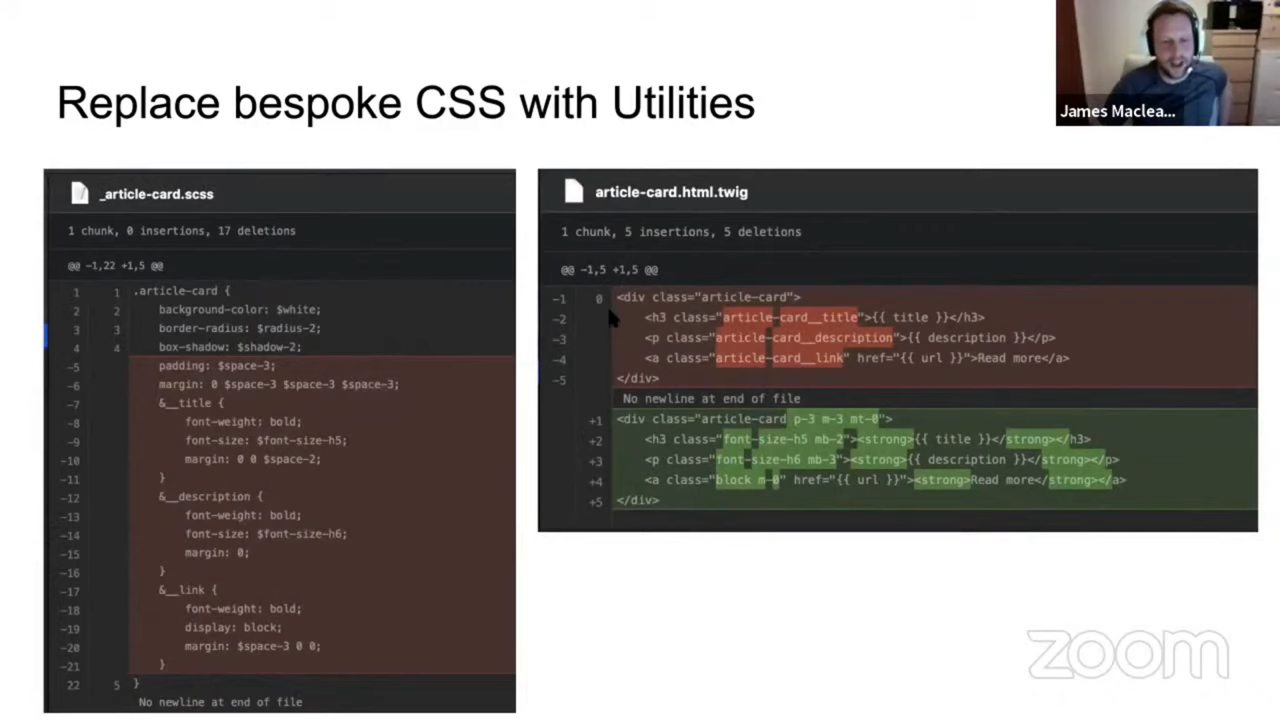 Replace bespoke CSS with Utilities
James Maclea...
_article-card.scss
1 chunk, 0 insertions, 17 deletions
@@ -1,22 +1,5 @@
1 1 .article-card {
2 2 background-color: $white;
3 3 border-radius: $radius-2;
4 4 box-shadow: $shadow-2;
-5 padding: $space-3;
-6 margin: 0 $space-3 $space-3 $space-3;
-7 &__title {
-8 font-weight: bold;
-9 font-size: $font-size-h5;
-10 margin: 0 0 $space-2;
-11 }
-12 &__description {
-13 font-weight: bold;
-14 font-size: $font-size-h6;
-15 margin: 0;
-16 }
-17 &__link {
-18 font-weight: bold;
-19 display: block;
-20 margin: $space-3 0 0;
-21 }
22 5 }
No newline at end of file
article-card.html.twig
1 chunk, 5 insertions, 5 deletions
@@ -1,5 +1,5 @@
-1 0 <div class="article-card">
-2 <h3 class="article-card__title">{{ title }}</h3>
-3 <p class="article-card__description">{{ description }}</p>
-4 <a class="article-card__link" href="{{ url }}">Read more</a>
-5 </div>
No newline at end of file
+1 <div class="article-card p-3 m-3 mt-0">
+2 <h3 class="font-size-h5 mb-2"><strong>{{ title }}</strong></h3>
+3 <p class="font-size-h6 mb-3"><strong>{{ description }}</strong></p>
+4 <a class="block m-0" href="{{ url }}"><strong>Read more</strong></a>
+5 </div>
zoom